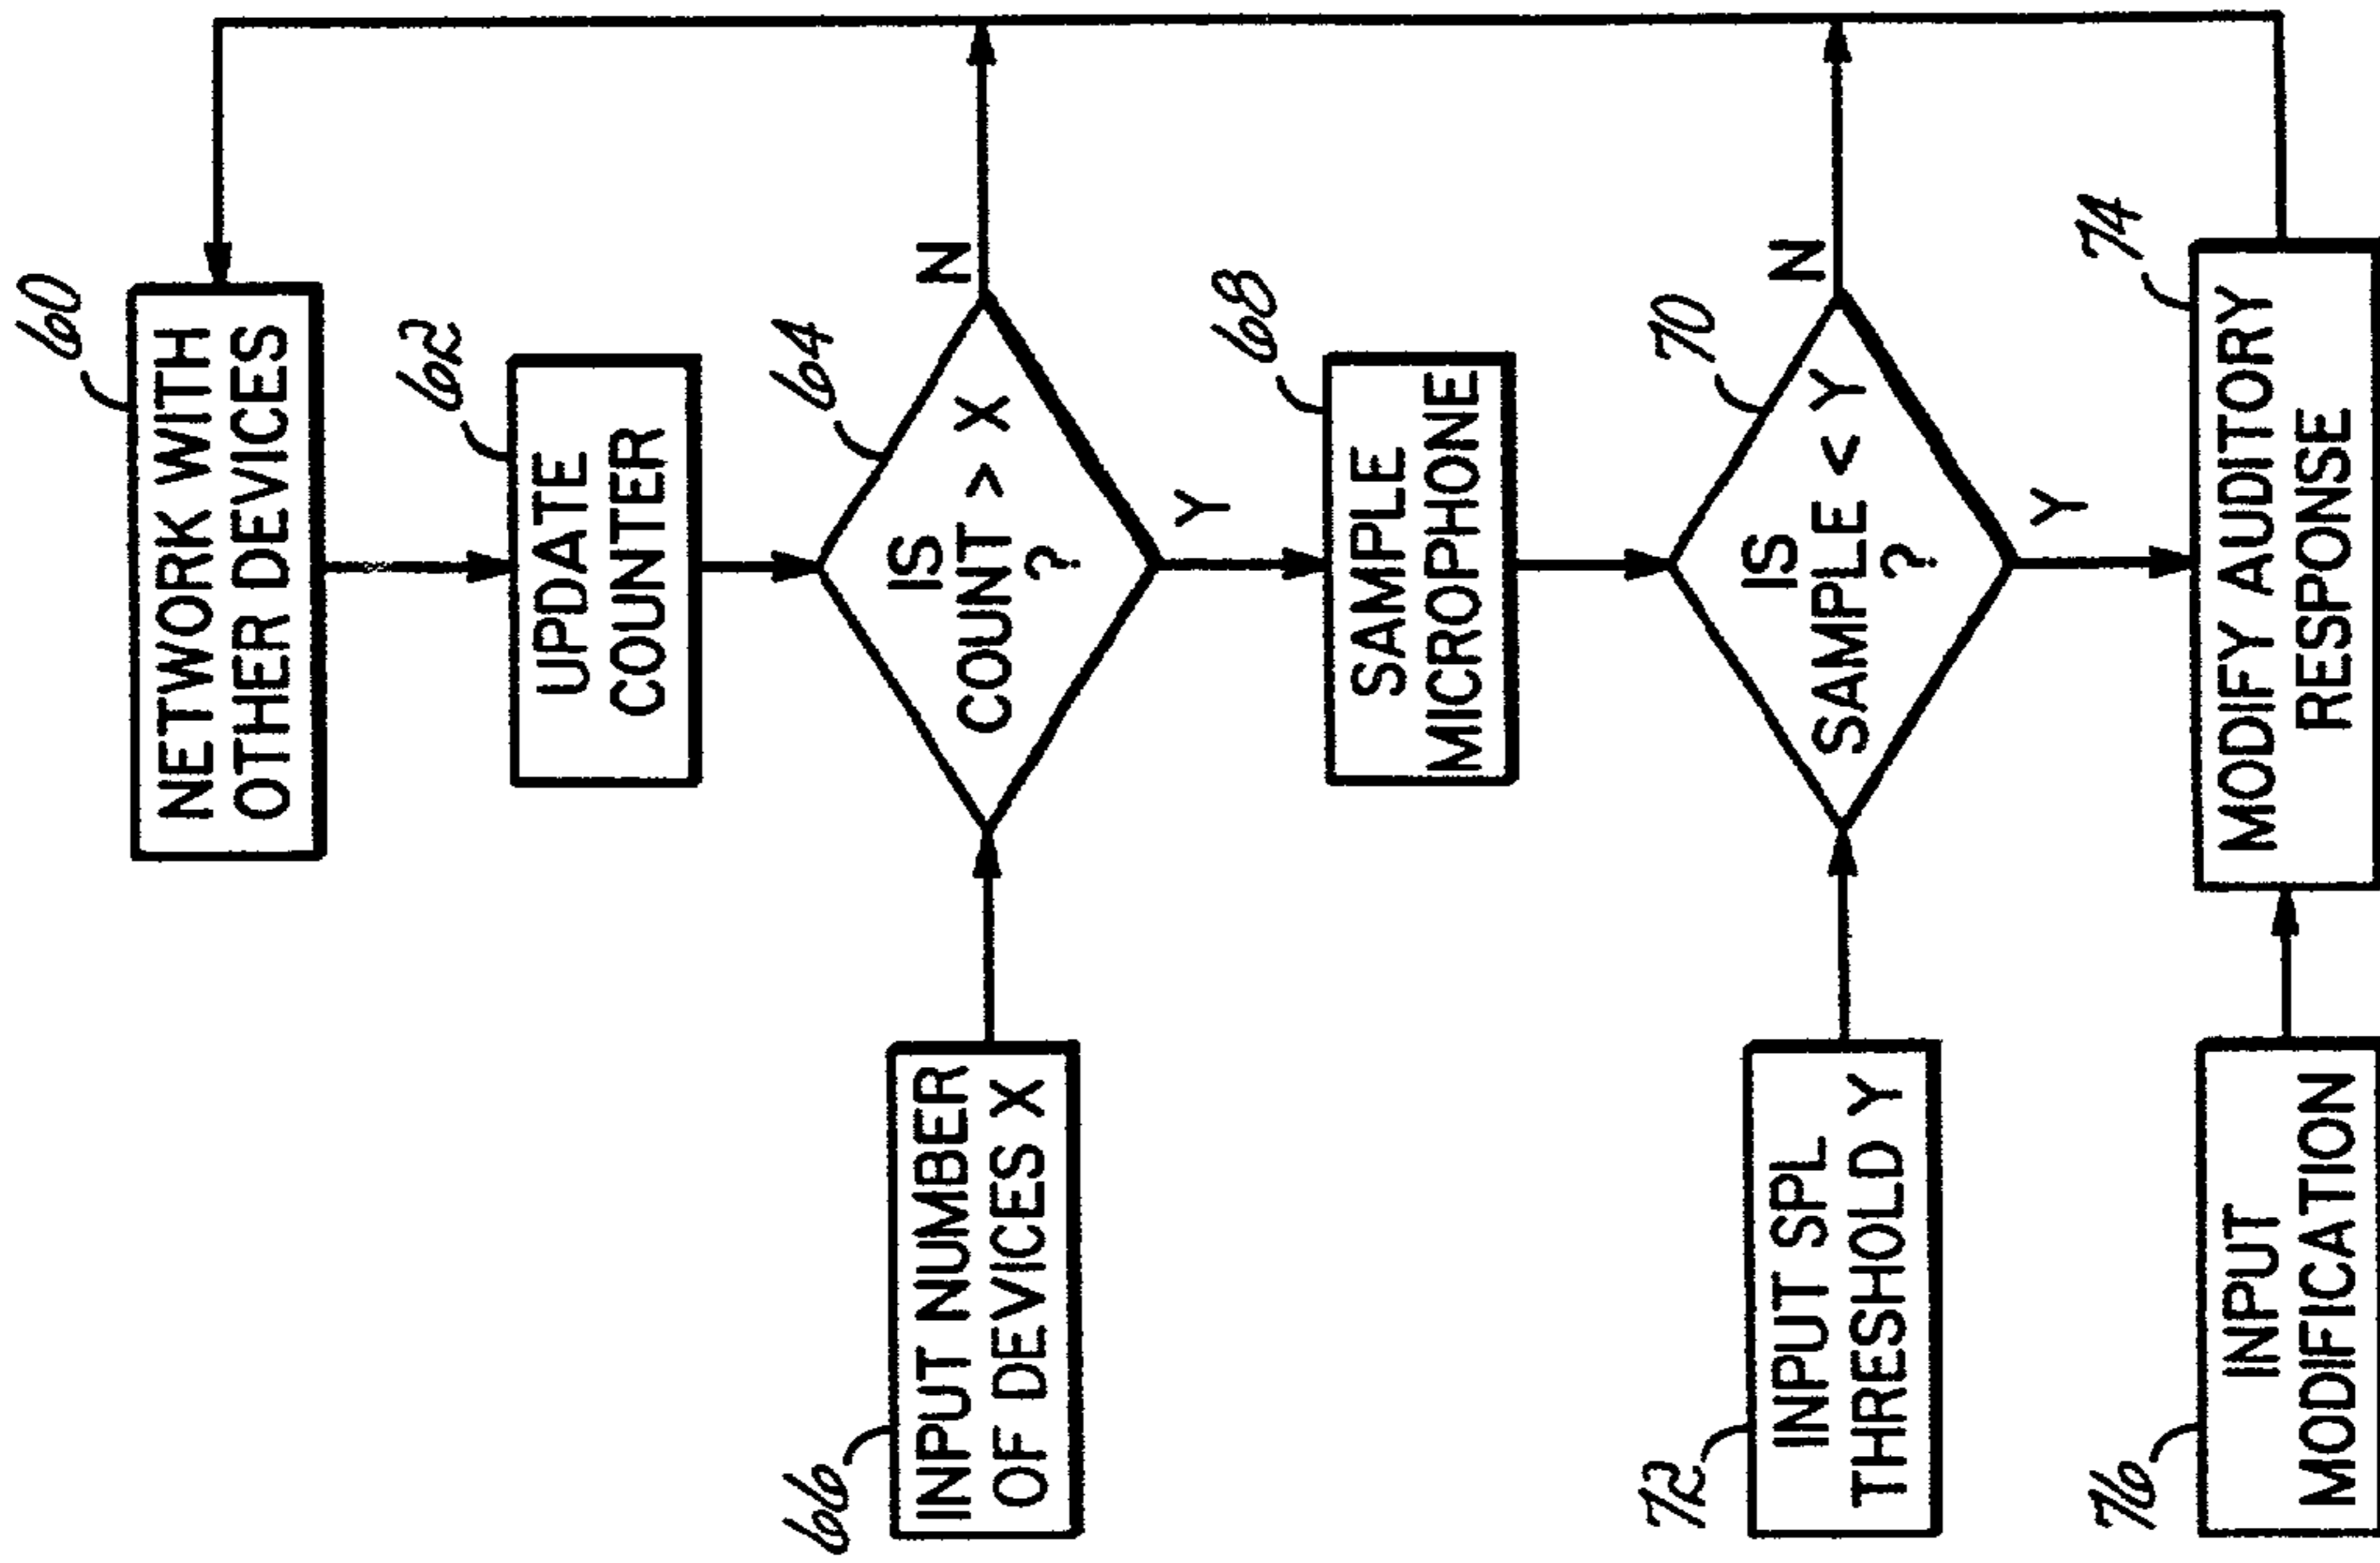 60
NETWORK WITH
OTHER DEVICES
62
UPDATE
COUNTER
64
IS
COUNT > X
?
N
Y
66
INPUT NUMBER
OF DEVICES X
68
SAMPLE
MICROPHONE
70
IS
SAMPLE < Y
?
N
Y
72
INPUT SPL
THRESHOLD Y
74
MODIFY AUDITORY
RESPONSE
76
INPUT
MODIFICATION